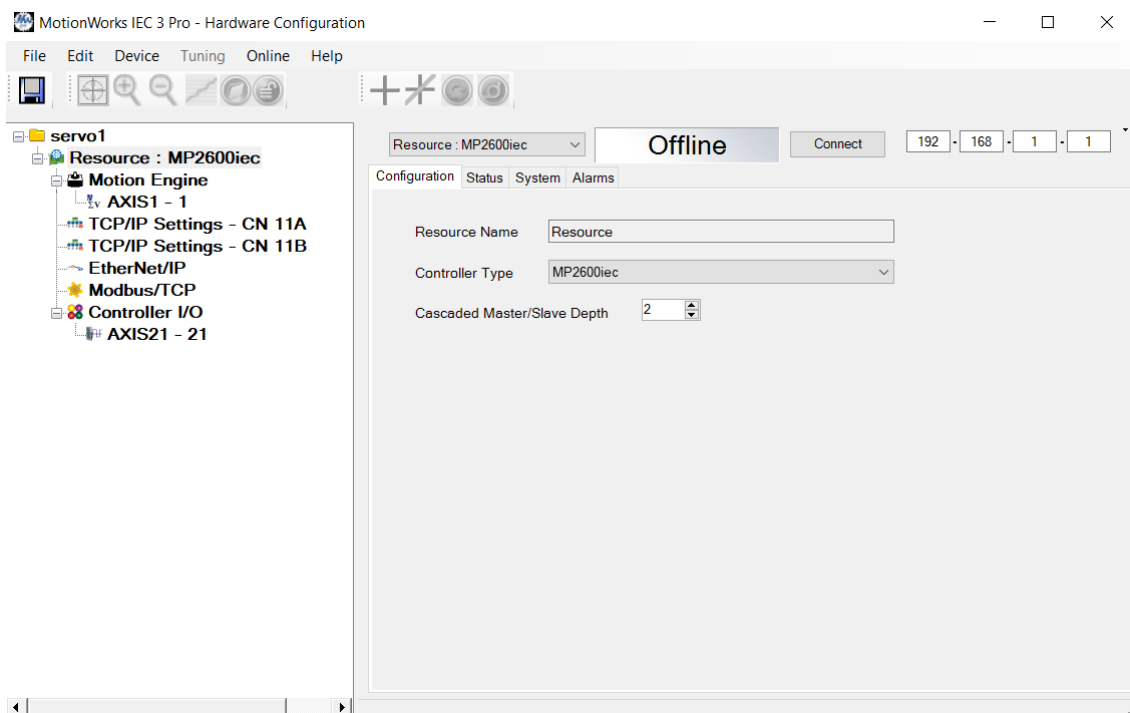 MotionWorks IEC 3 Pro - Hardware Configuration
File Edit Device Tuning Online Help
servo1
Resource : MP2600iec
Motion Engine
AXIS1 - 1
TCP/IP Settings - CN 11A
TCP/IP Settings - CN 11B
EtherNet/IP
Modbus/TCP
Controller I/O
AXIS21 - 21
Resource : MP2600iec Offline Connect 192 . 168 . 1 . 1
Configuration Status System Alarms
Resource Name Resource
Controller Type MP2600iec
Cascaded Master/Slave Depth 2